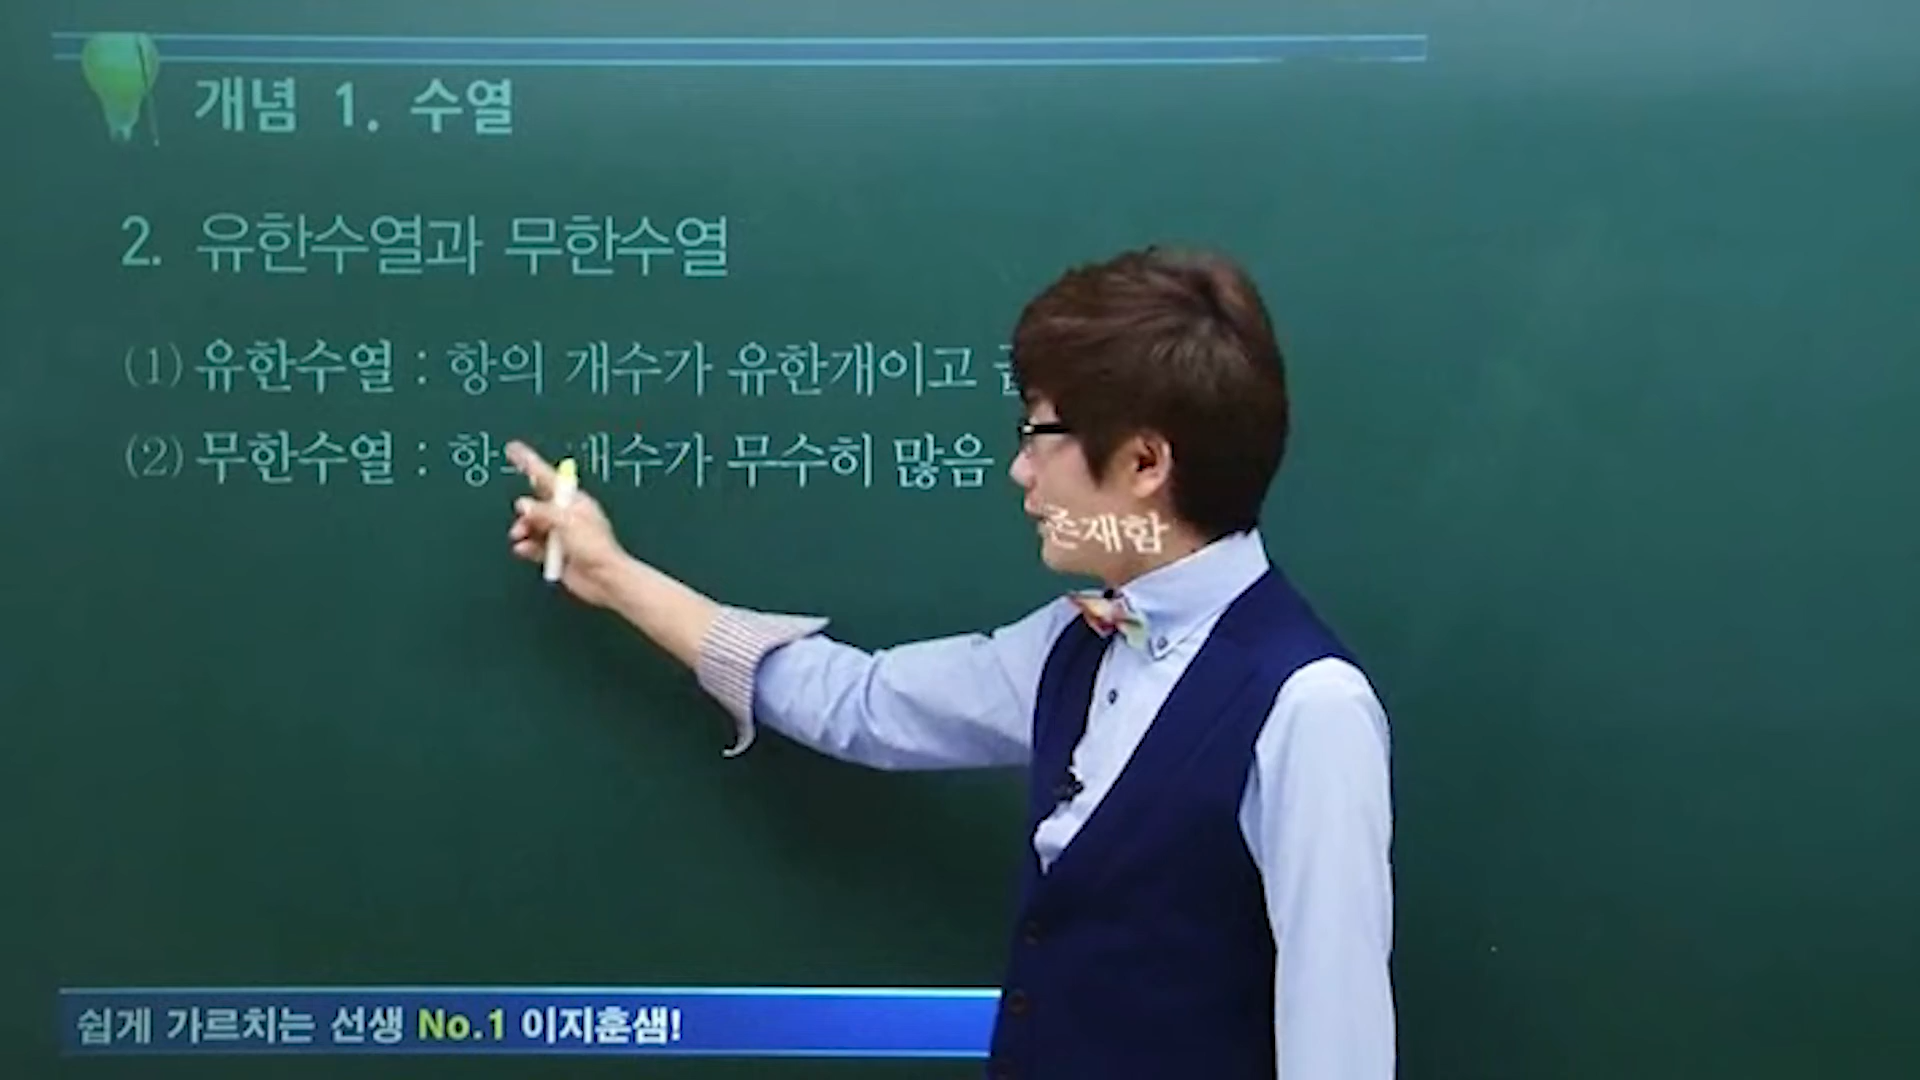 개념 1. 수열
2. 유한수열과 무한수열
(1) 유한수열 : 항의 개수가 유한개이고
(2) 무한수열 : 항의 개수가 무수히 많음
존재함
쉽게 가르치는 선생 No.1 이지훈샘!